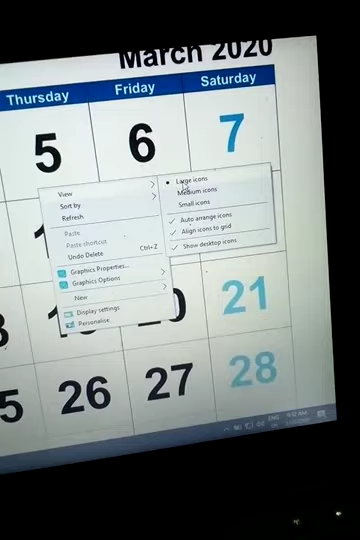 March 2020
Thursday Friday Saturday
5 6 7
View
Sort by
Refresh
Paste
Paste shortcut
Undo Delete Ctrl+Z
Graphics Properties...
Graphics Options
New
Display settings
Personalise
Large icons
Medium icons
Small icons
Auto arrange icons
Align icons to grid
Show desktop icons
21
26 27 28
ENG